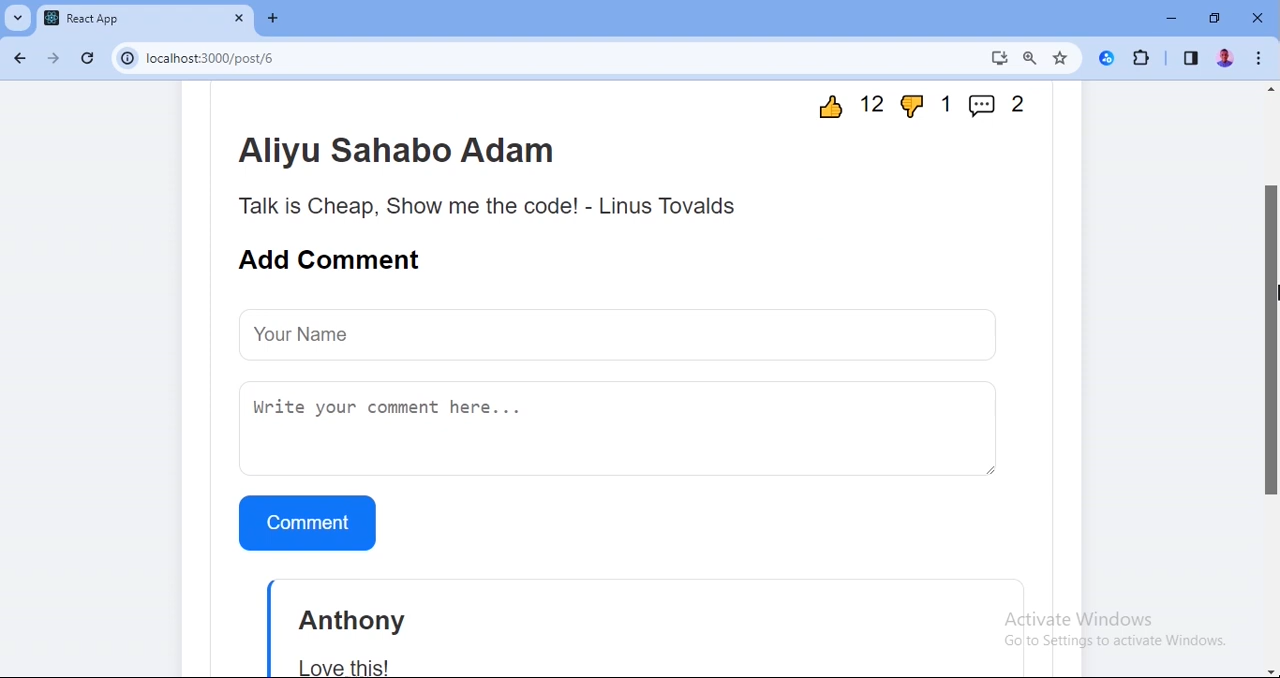 React App
localhost:3000/post/6
12 1 2
Aliyu Sahabo Adam
Talk is Cheap, Show me the code! - Linus Tovalds
Add Comment
Your Name
Write your comment here...
Comment
Anthony
Love this!
Activate Windows
Go to Settings to activate Windows.